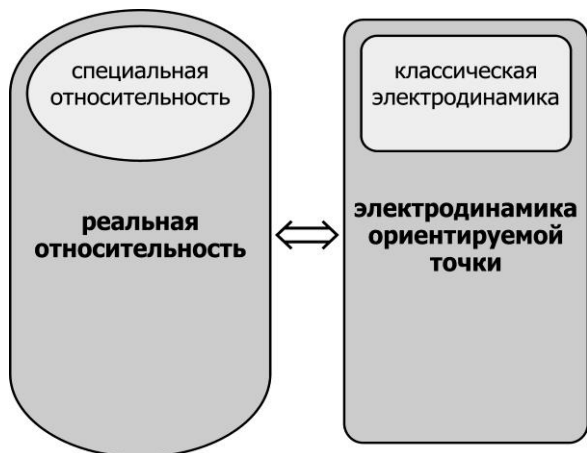 специальная
относительность
реальная
относительность
классическая
электродинамика
электродинамика
ориентируемой
точки